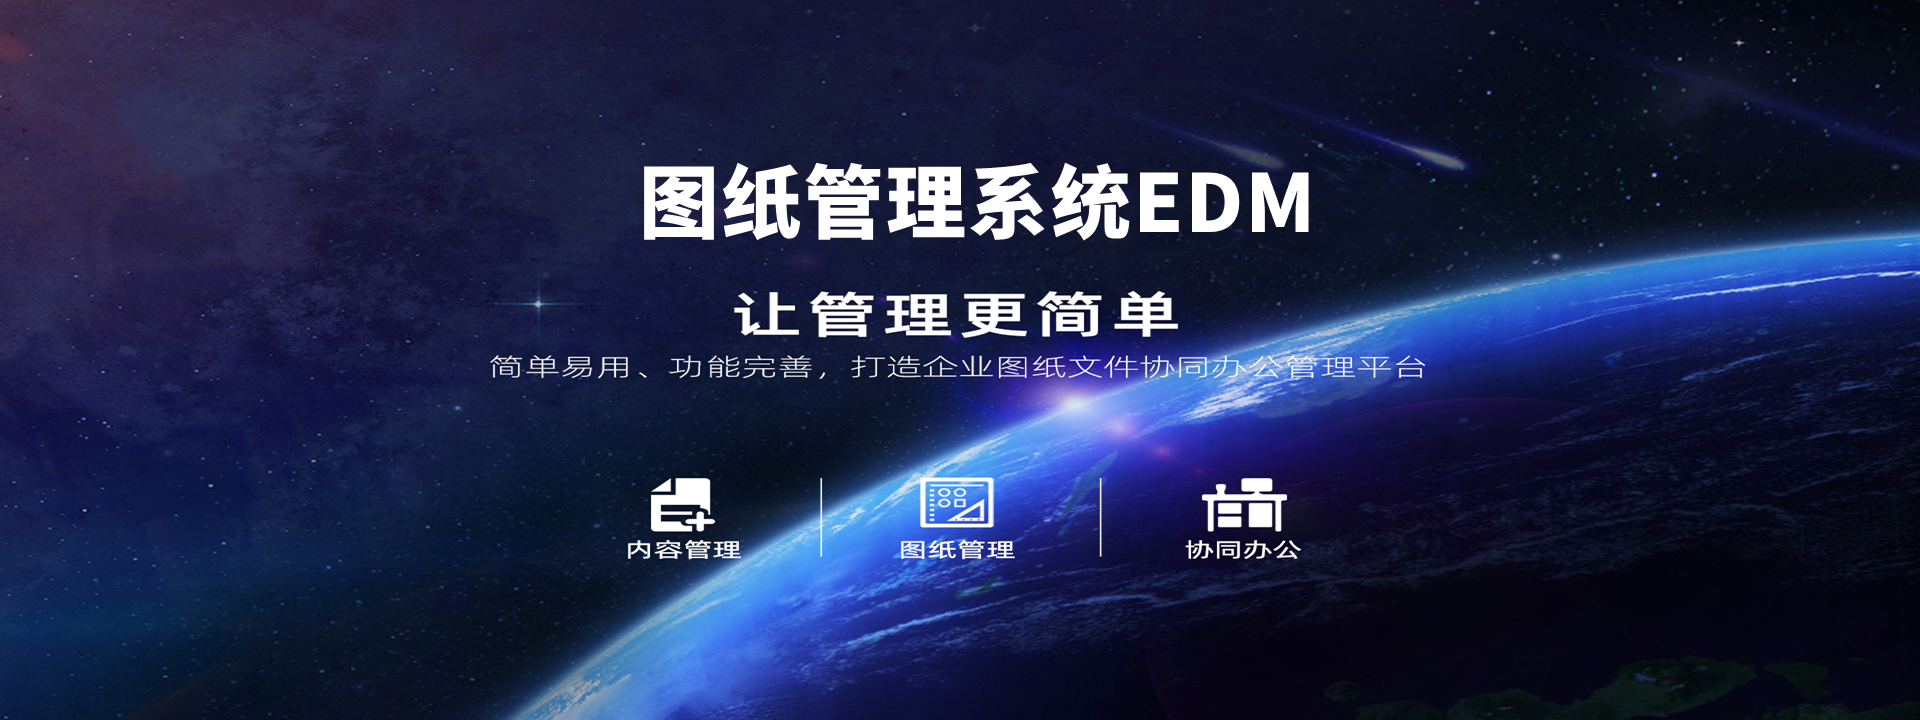 图纸管理系统EDM
让管理更简单
简单易用、功能完善，打造企业图纸文件协同办公管理平台
内容管理
图纸管理
协同办公